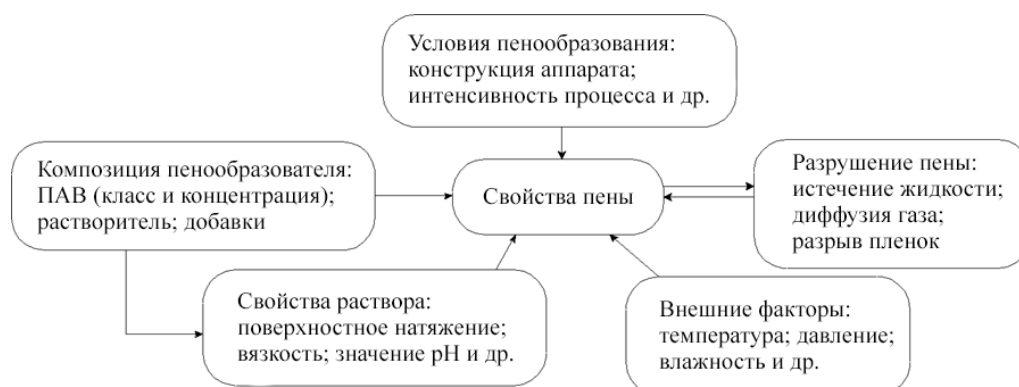 Условия пенообразования:
конструкция аппарата;
интенсивность процесса и др.
Композиция пенообразователя:
ПАВ (класс и концентрация);
растворитель; добавки
Свойства пены
Разрушение пены:
истечение жидкости;
диффузия газа;
разрыв пленок
Свойства раствора:
поверхностное натяжение;
вязкость; значение pH и др.
Внешние факторы:
температура; давление;
влажность и др.